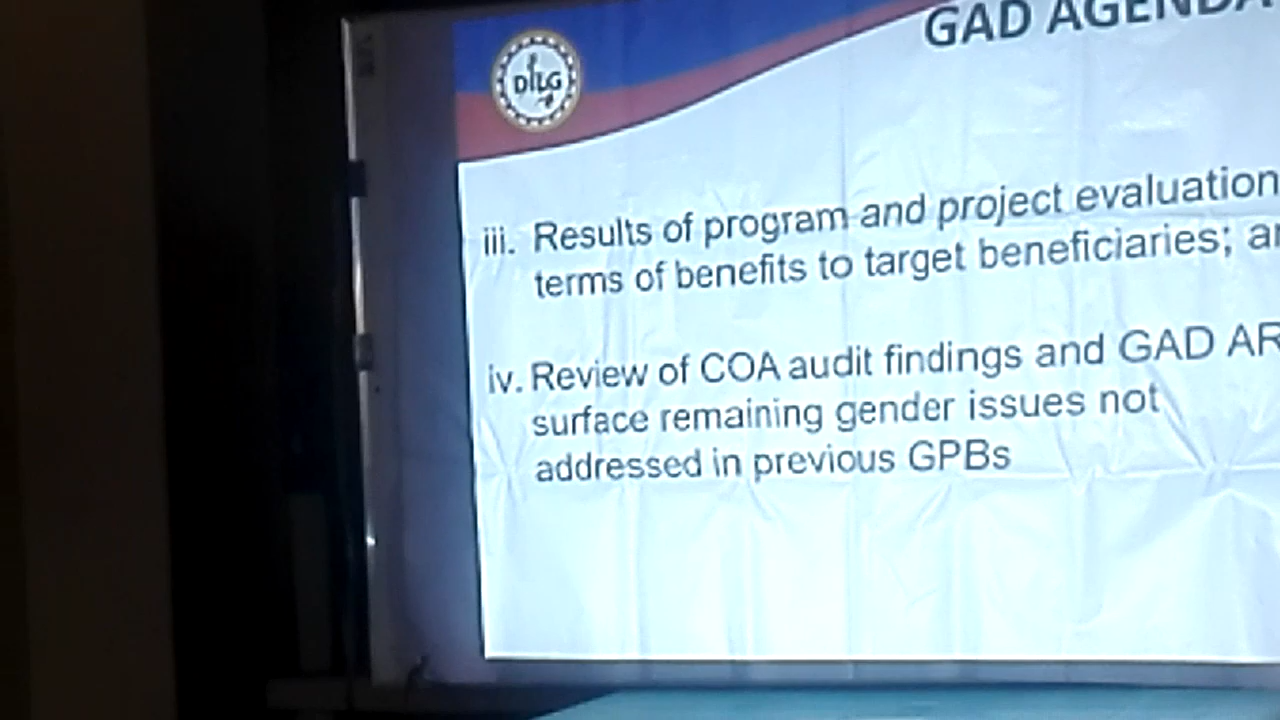 GAD AGENDA
DILG
iii. Results of program and project evaluation
terms of benefits to target beneficiaries;
iv. Review of COA audit findings and GAD AR
surface remaining gender issues not
addressed in previous GPBs